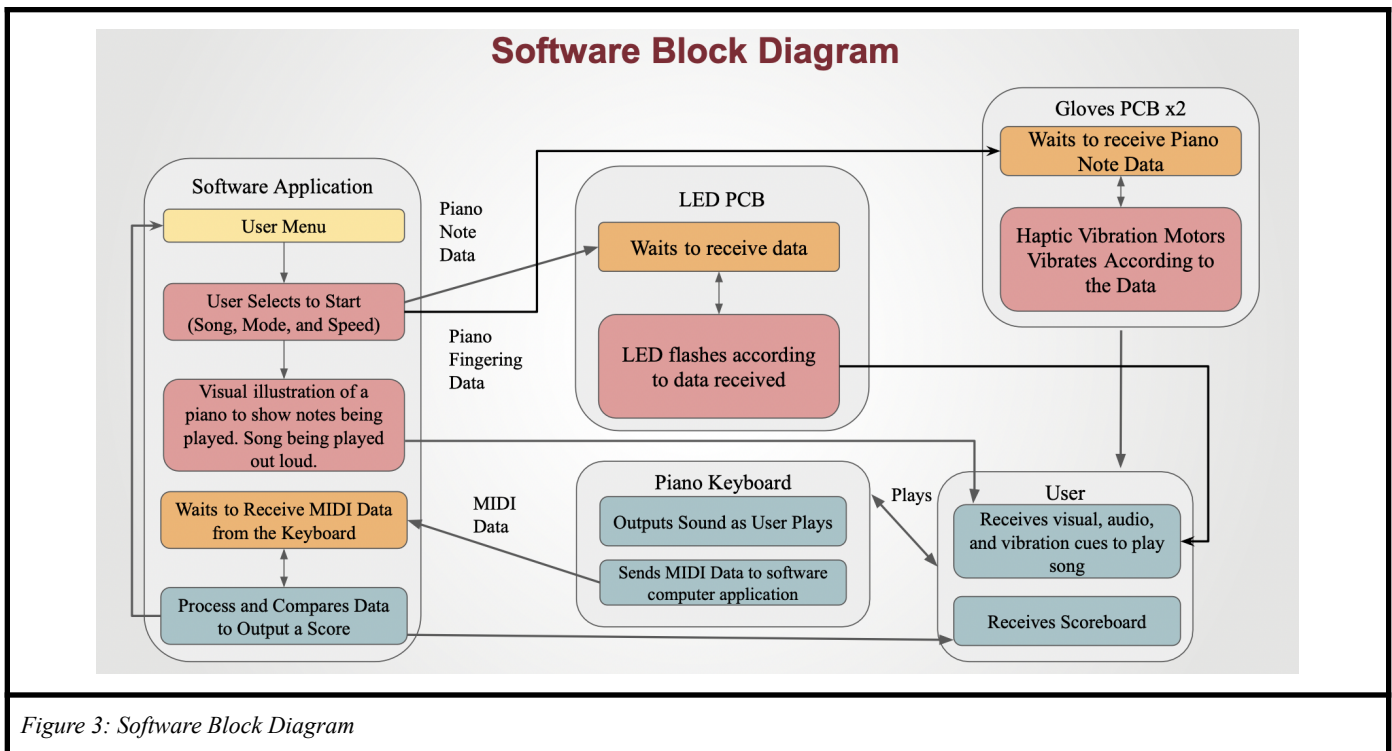 Software Block Diagram
Software Application
User Menu
User Selects to Start
(Song, Mode, and Speed)
Visual illustration of a
piano to show notes being
played. Song being played
out loud.
Waits to Receive MIDI Data
from the Keyboard
Process and Compares Data
to Output a Score
Piano
Note
Data
Piano
Fingering
Data
LED PCB
Waits to receive data
LED flashes according
to data received
Gloves PCB x2
Waits to receive Piano
Note Data
Haptic Vibration Motors
Vibrates According to
the Data
MIDI
Data
Piano Keyboard
Outputs Sound as User Plays
Sends MIDI Data to software
computer application
Plays
User
Receives visual, audio,
and vibration cues to play
song
Receives Scoreboard
Figure 3: Software Block Diagram